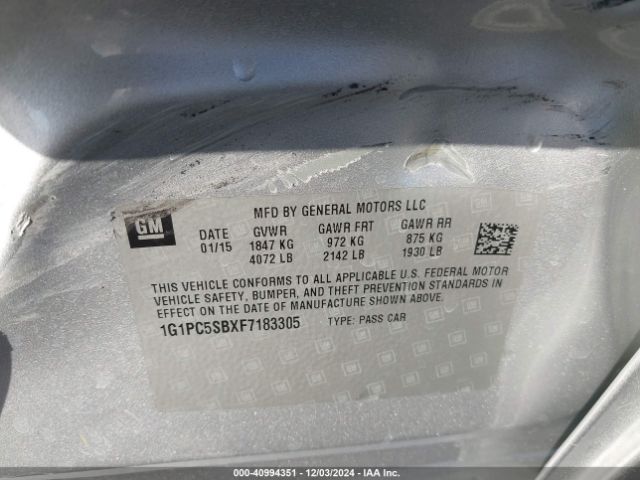 GM
MFD BY GENERAL MOTORS LLC
DATE GVWR GAWR FRT GAWR RR
01/15 1847 KG 972 KG 875 KG
4072 LB 2142 LB 1930 LB
THIS VEHICLE CONFORMS TO ALL APPLICABLE U.S. FEDERAL MOTOR
VEHICLE SAFETY, BUMPER, AND THEFT PREVENTION STANDARDS IN
EFFECT ON THE DATE OF MANUFACTURE SHOWN ABOVE.
1G1PC5SBXF7183305 TYPE: PASS CAR
000-40994351 - 12/03/2024 - IAA Inc.